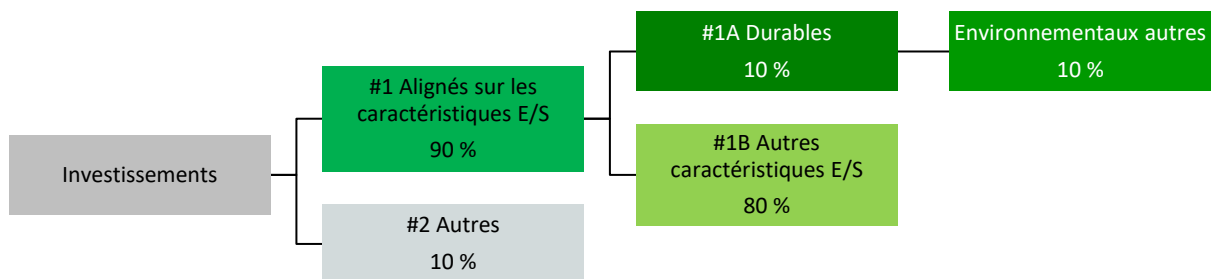 Investissements
#1 Alignés sur les
caractéristiques E/S
90 %
#2 Autres
10 %
#1A Durables
10 %
#1B Autres
caractéristiques E/S
80 %
Environnementaux autres
10 %